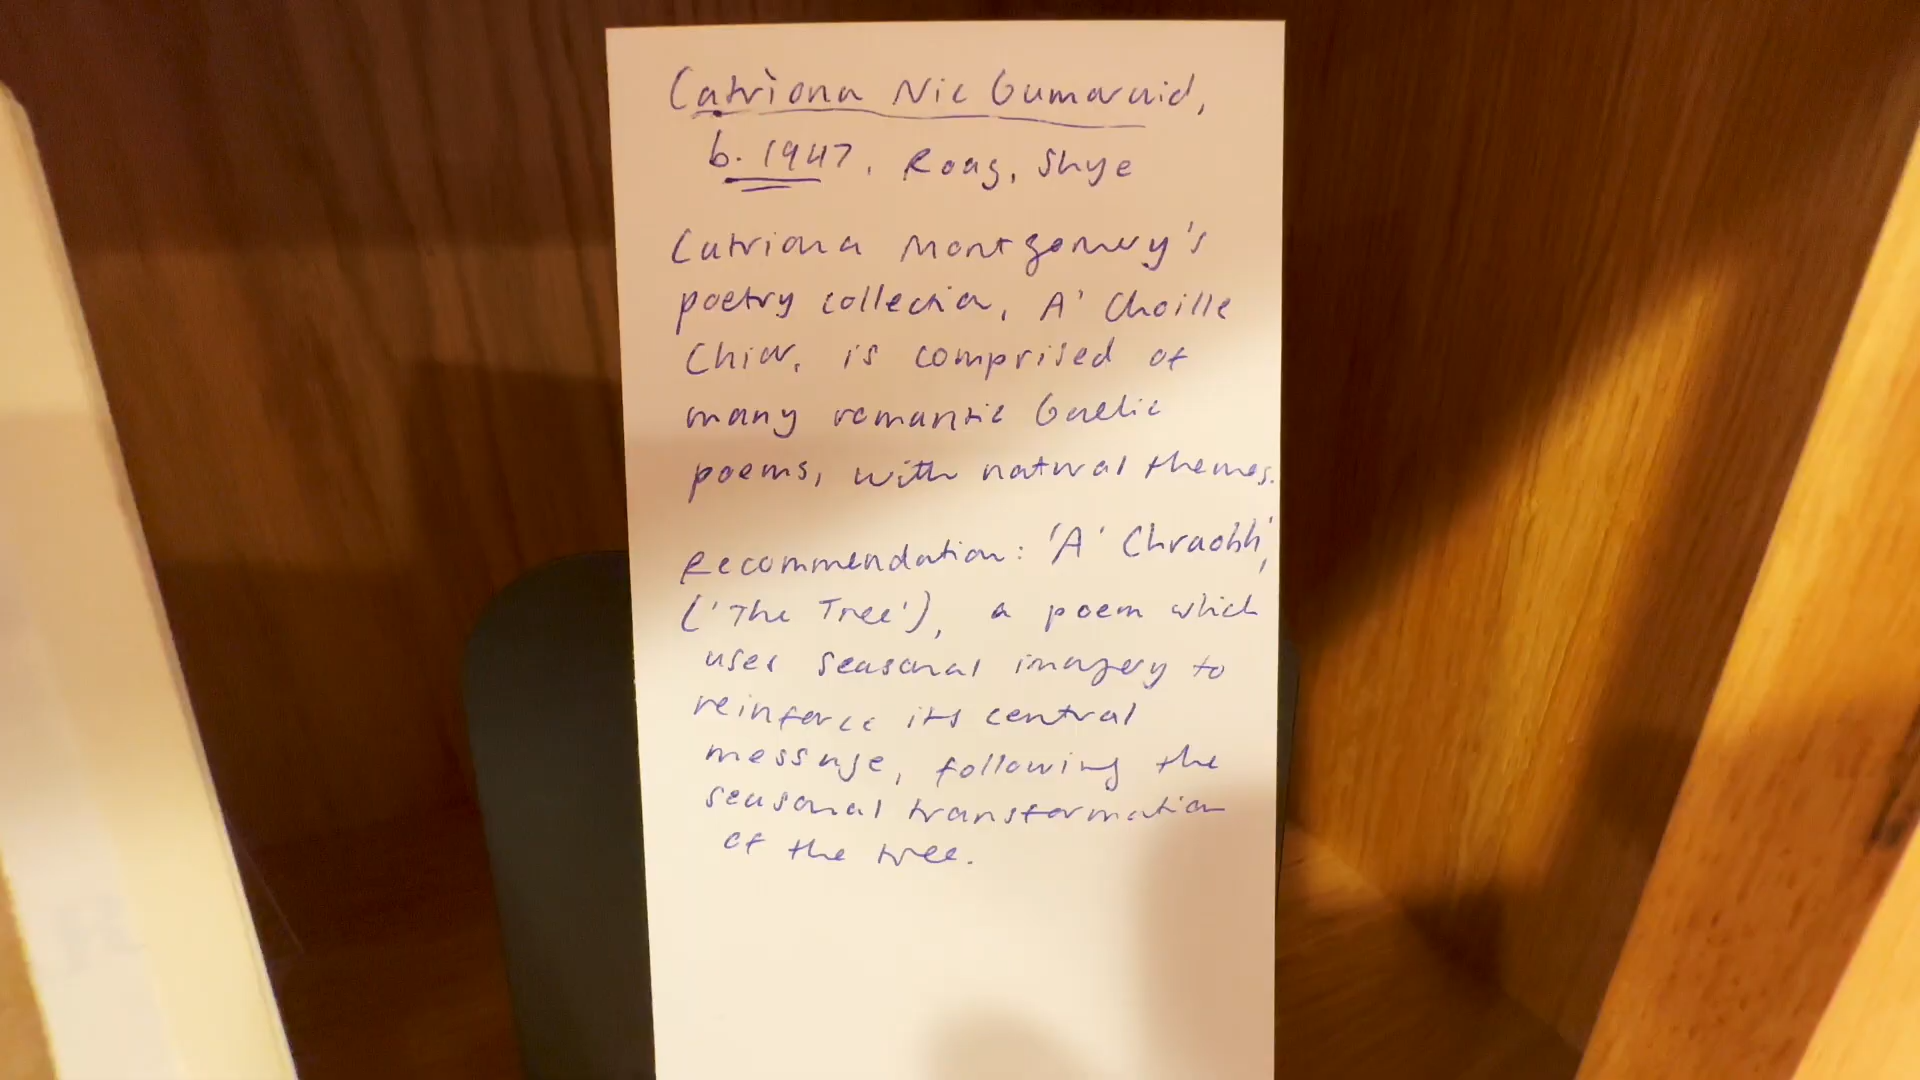 Catrìona Nic Gumaraid,
b. 1947, Roag, Skye
Catriona Montgomery's
poetry collection, A' Choille
Chiar, is comprised of
many romantic Gaelic
poems, with natural themes.
Recommendation: 'A' Chraobh',
('The Tree'), a poem which
uses seasonal imagery to
reinforce its central
message, following the
seasonal transformation
of the tree.